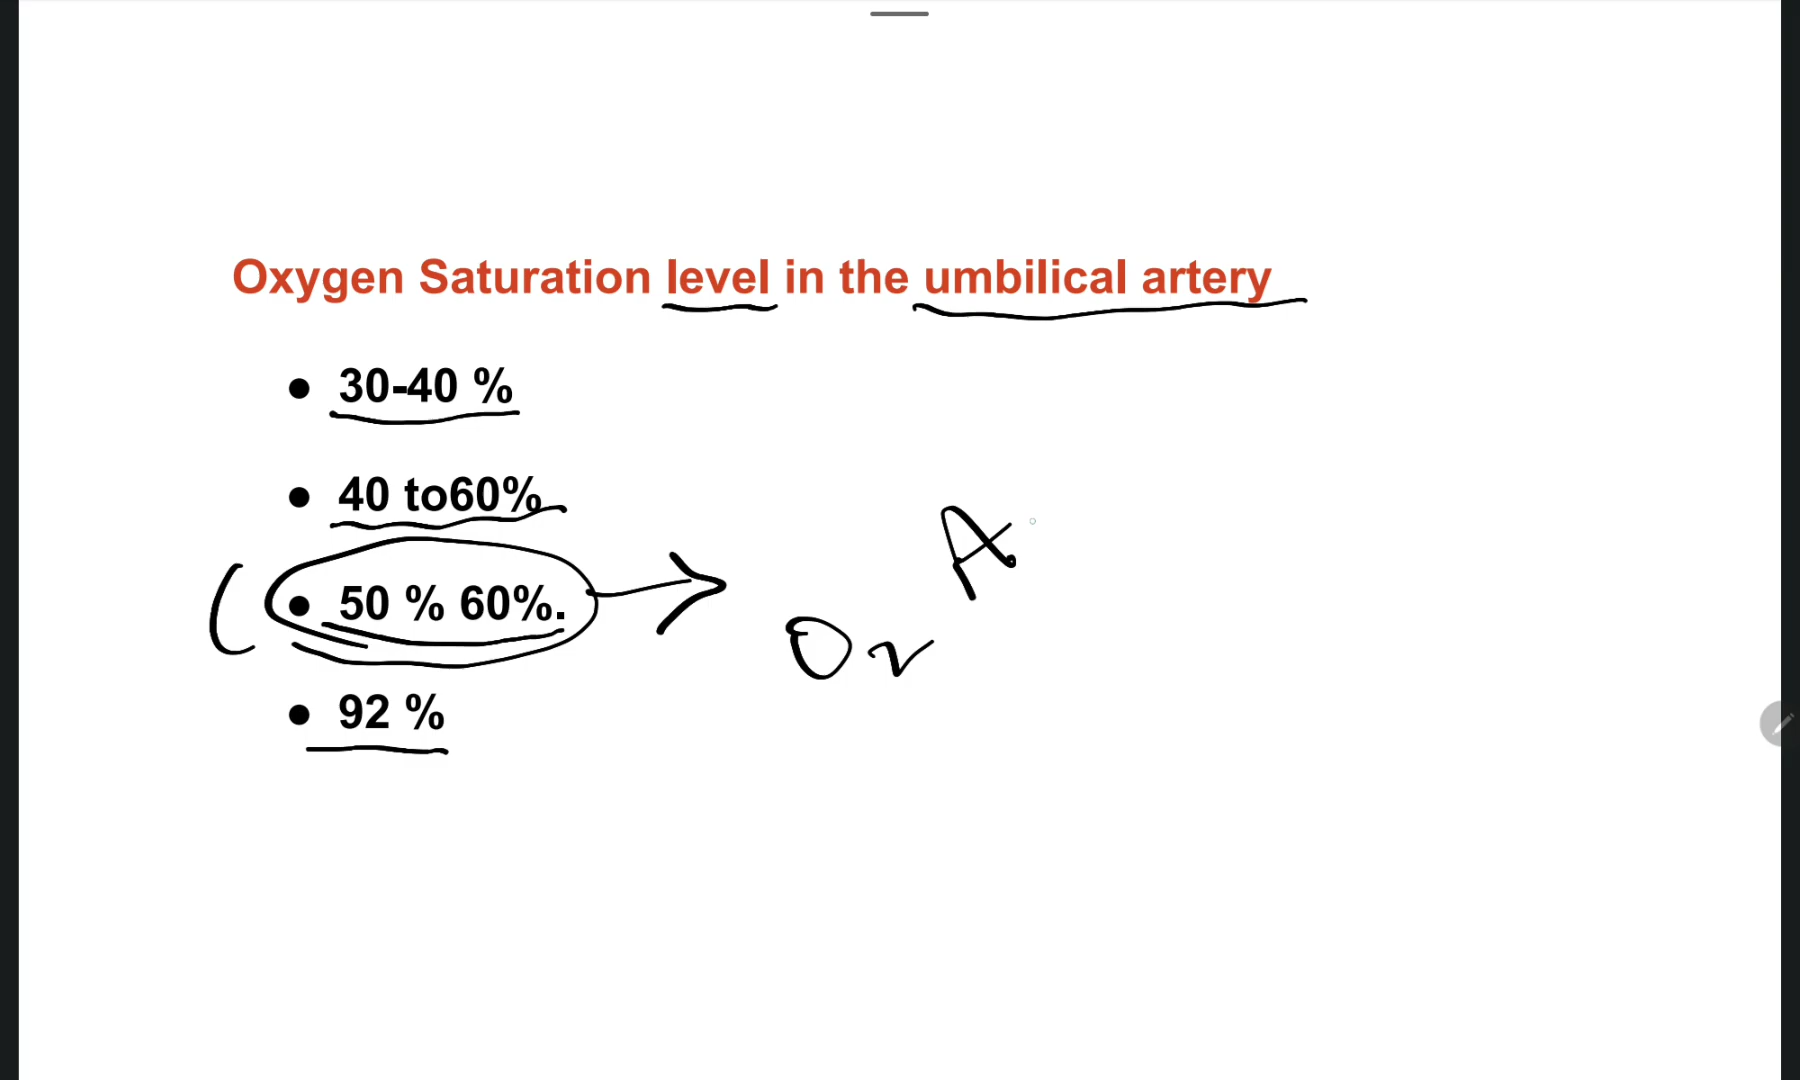 Oxygen Saturation level in the umbilical artery
● 30-40 %
● 40 to60%
● 50 % 60%.
● 92 %
A
Or